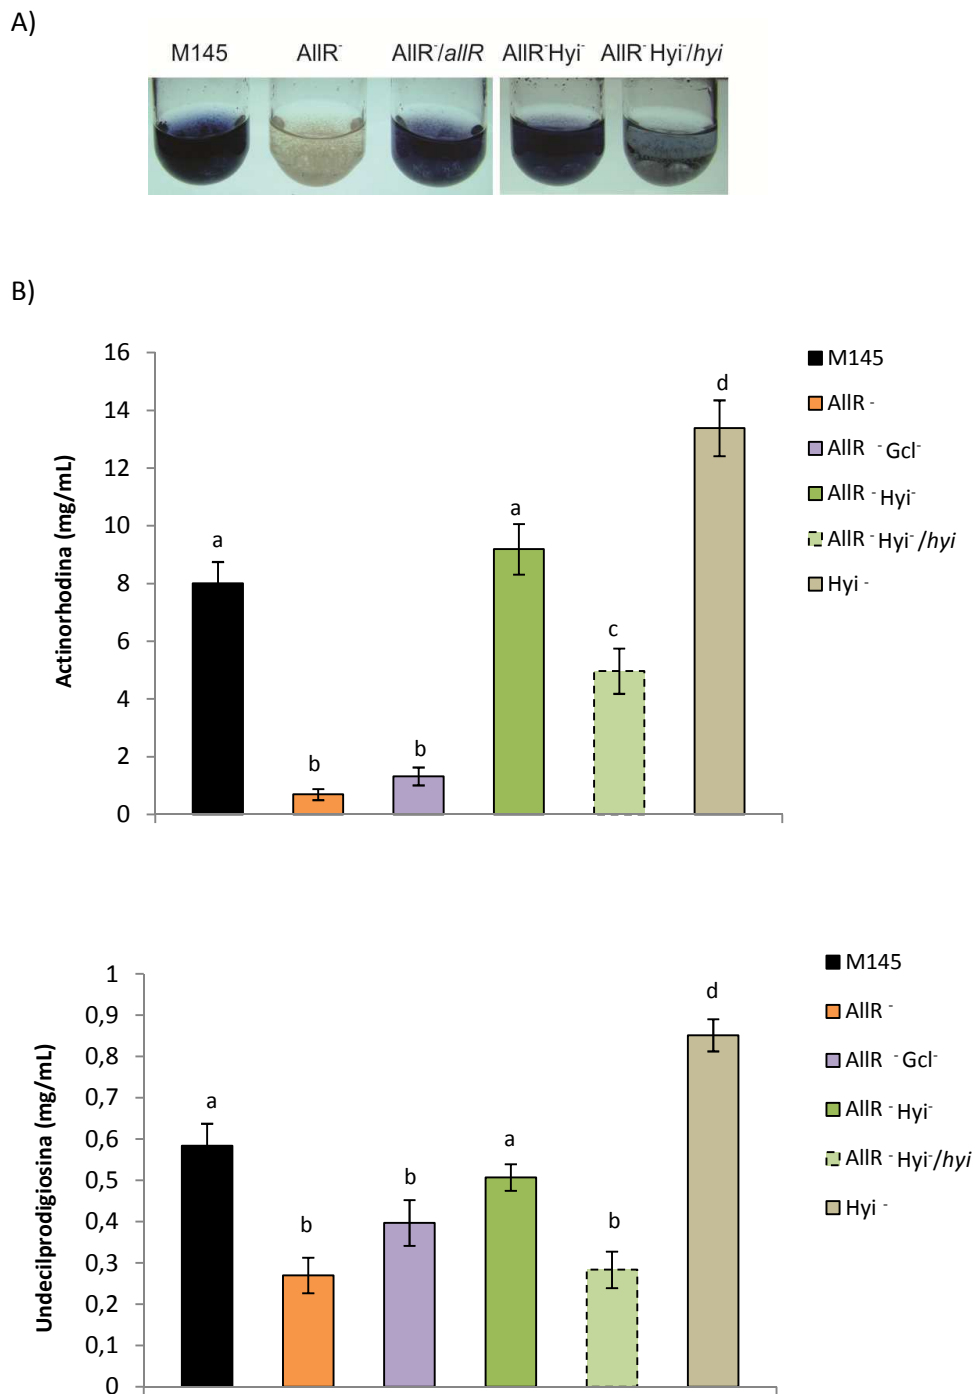 A)
M145 AllR⁻ AllR⁻/allR AllR⁻Hyi⁻ AllR⁻Hyi⁻/hyi
B)
16
14
12
10
8
6
4
2
0
Actinorhodina (mg/mL)
a
b
b
a
c
d
M145
AllR ⁻
AllR ⁻ Gcl⁻
AllR ⁻ Hyi⁻
AllR ⁻ Hyi⁻/hyi
Hyi ⁻
1
0,9
0,8
0,7
0,6
0,5
0,4
0,3
0,2
0,1
0
Undecilprodigiosina (mg/mL)
a
b
b
a
b
d
M145
AllR ⁻
AllR ⁻ Gcl⁻
AllR ⁻ Hyi⁻
AllR ⁻ Hyi⁻/hyi
Hyi ⁻